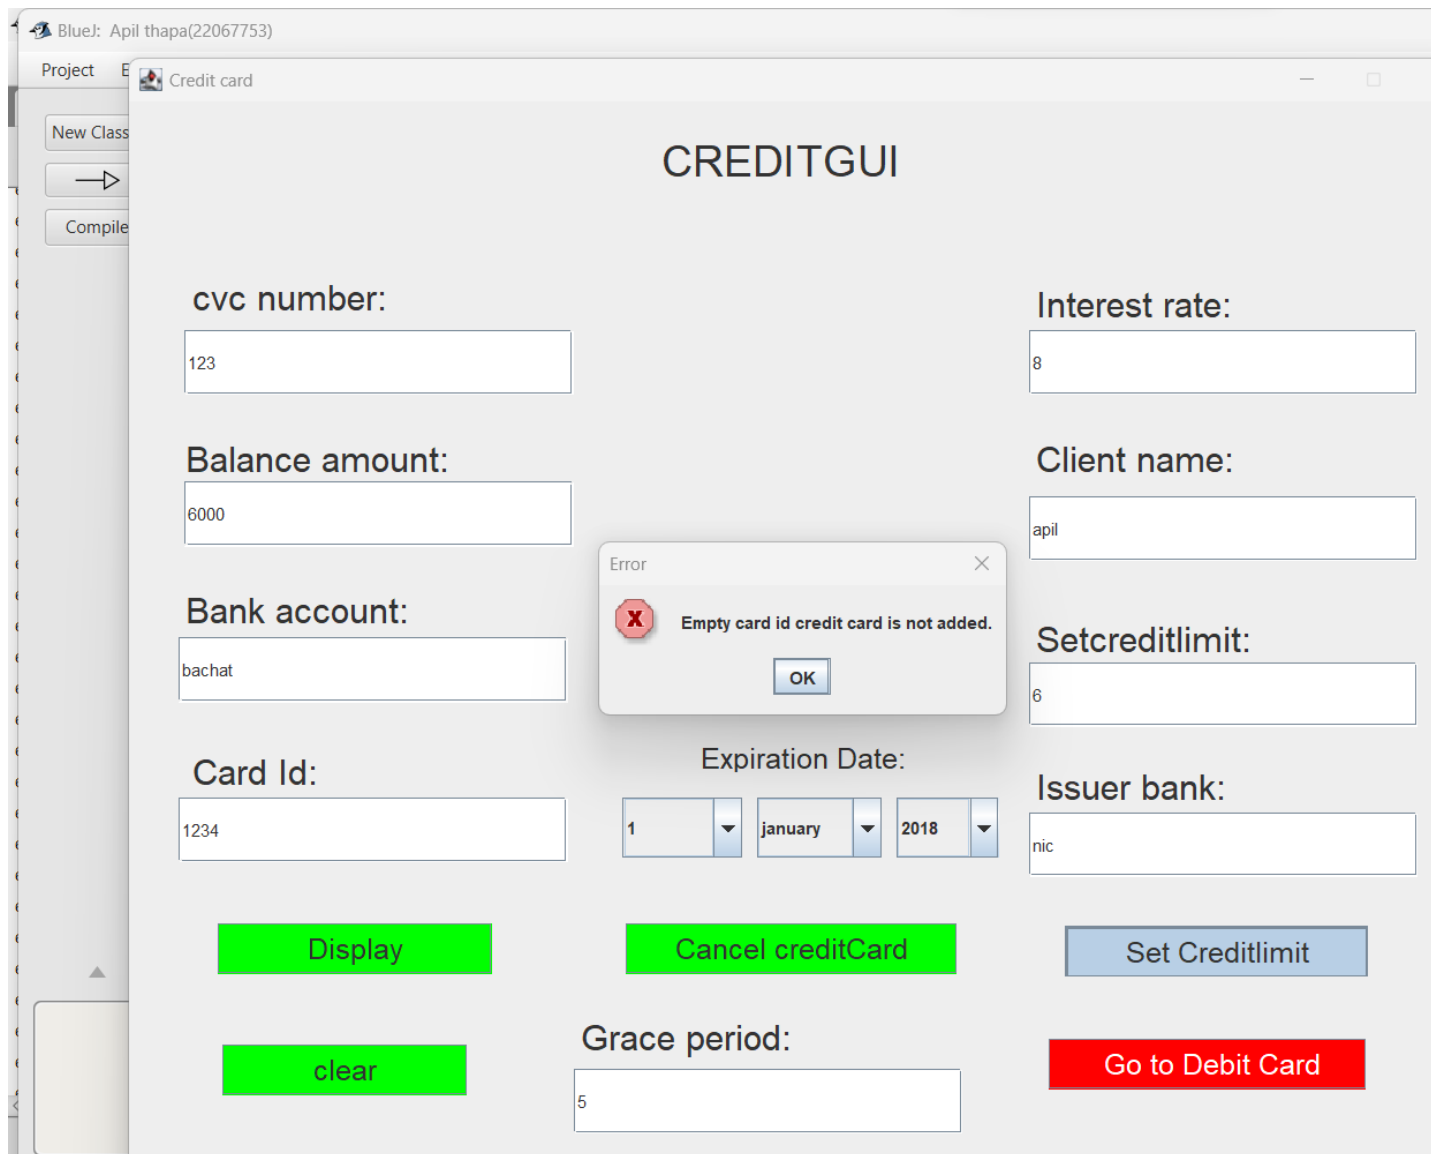 BlueJ: Apil thapa(22067753)
Project
Credit card
New Class
Compile
CREDITGUI
cvc number:
123
Interest rate:
8
Balance amount:
6000
Client name:
apil
Error
Empty card id credit card is not added.
OK
Bank account:
bachat
Setcreditlimit:
6
Card Id:
1234
Expiration Date:
1 january 2018
Issuer bank:
nic
Display
Cancel creditCard
Set Creditlimit
clear
Grace period:
5
Go to Debit Card